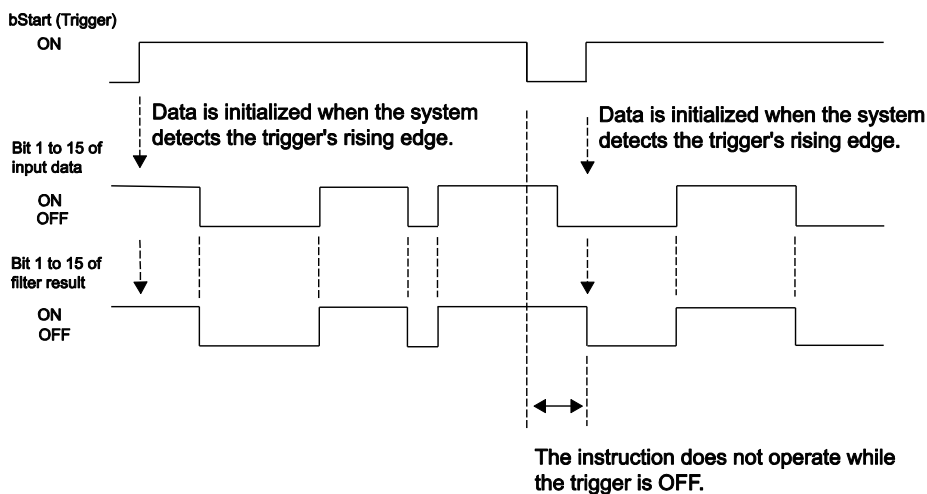 bStart (Trigger)
ON
Data is initialized when the system
detects the trigger's rising edge.
Data is initialized when the system
detects the trigger's rising edge.
Bit 1 to 15 of
input data
ON
OFF
Bit 1 to 15 of
filter result
ON
OFF
The instruction does not operate while
the trigger is OFF.